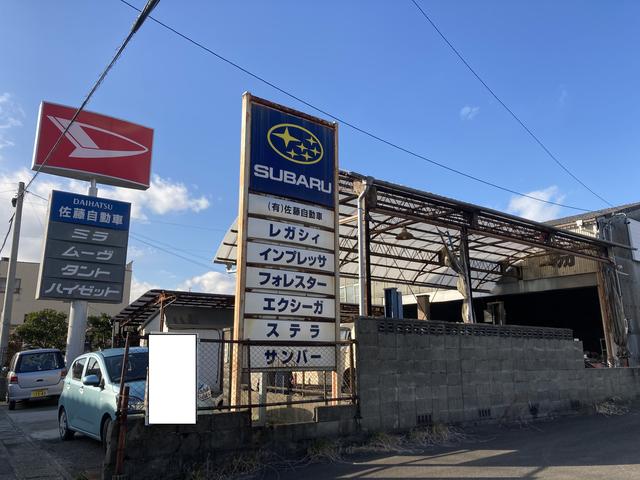 DAIHATSU
佐藤自動車
ミラ
ムーヴ
タント
ハイゼット
SUBARU
(有)佐藤自動車
レガシィ
インプレッサ
フォレスター
エクシーガ
ステラ
サンバー